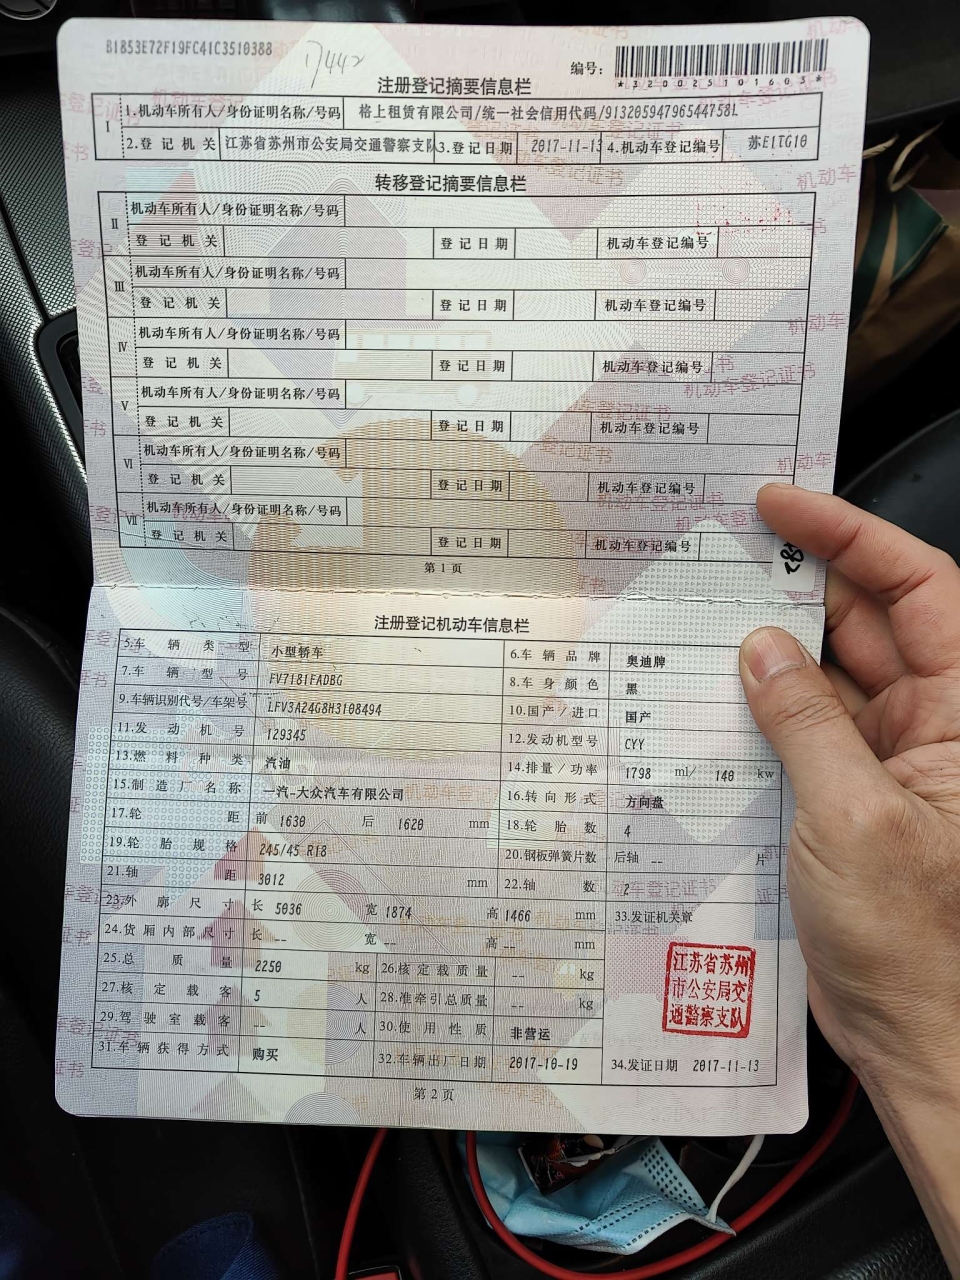 B1853E72F19FC41C3510388
17442
编号:
*320025101603*
注册登记摘要信息栏
I 1.机动车所有人/身份证明名称/号码 格上租赁有限公司/统一社会信用代码/91320594796544758L
2.登记机关 江苏省苏州市公安局交通警察支队 3.登记日期 2017-11-13 4.机动车登记编号 苏E1TG10
转移登记摘要信息栏
II 机动车所有人/身份证明名称/号码
登记机关 登记日期 机动车登记编号
III 机动车所有人/身份证明名称/号码
登记机关 登记日期 机动车登记编号
IV 机动车所有人/身份证明名称/号码
登记机关 登记日期 机动车登记编号
V 机动车所有人/身份证明名称/号码
登记机关 登记日期 机动车登记编号
VI 机动车所有人/身份证明名称/号码
登记机关 登记日期 机动车登记编号
VII 机动车所有人/身份证明名称/号码
登记机关 登记日期 机动车登记编号
第1页
注册登记机动车信息栏
5.车辆类型 小型轿车 6.车辆品牌 奥迪牌
7.车辆型号 FV7181FADBG 8.车身颜色 黑
9.车辆识别代号/车架号 LFV3A24G8H3108494 10.国产/进口 国产
11.发动机号 129345 12.发动机型号 CYY
13.燃料种类 汽油 14.排量/功率 1798 ml/ 140 kw
15.制造厂名称 一汽-大众汽车有限公司 16.转向形式 方向盘
17.轮距 前 1630 后 1620 mm 18.轮胎数 4
19.轮胎规格 245/45 R18 20.钢板弹簧片数 后轴 -- 片
21.轴距 3012 mm 22.轴数 2
23.外廓尺寸 长 5036 宽 1874 高 1466 mm 33.发证机关章
24.货厢内部尺寸 长 -- 宽 -- 高 -- mm
25.总质量 2250 kg 26.核定载质量 -- kg
江苏省苏州
市公安局交
通警察支队
27.核定载客 5 人 28.准牵引总质量 -- kg
29.驾驶室载客 -- 人 30.使用性质 非营运
31.车辆获得方式 购买 32.车辆出厂日期 2017-10-19 34.发证日期 2017-11-13
第2页